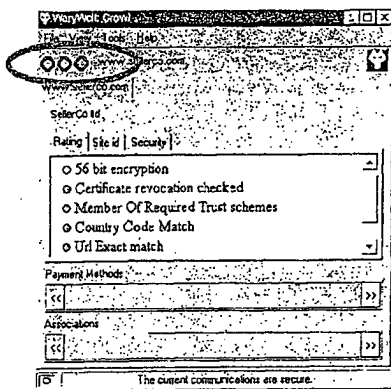 WaryWolf: Growl
File View Tools Help
www.sellerco.com
www.sellerco.com
SellerCo ltd
Rating Site id Security
56 bit encryption
Certificate revocation checked
Member Of Required Trust schemes
Country Code Match
Url Exact match
Payment Methods
<< >>
Associations
<< >>
The current communications are secure.